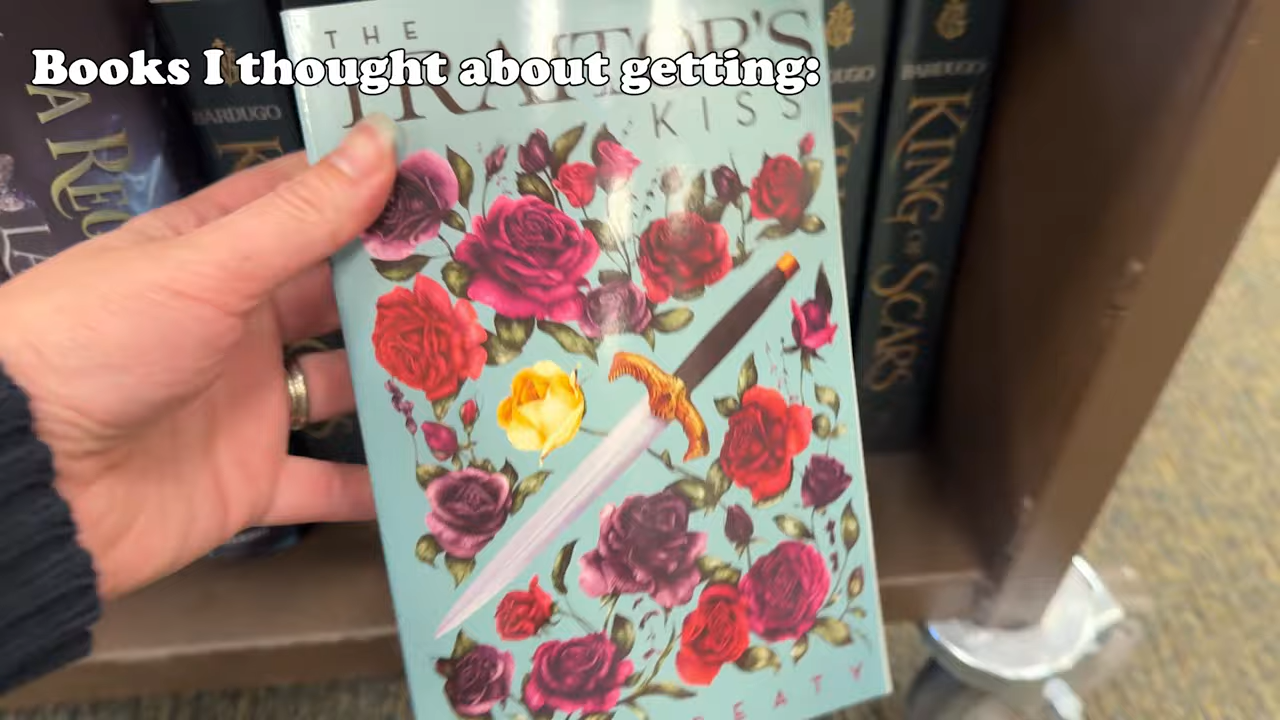 Books I thought about getting:
THE
TRAITOR'S
KISS
BARDUGO
BARDUGO
KING OF SCARS